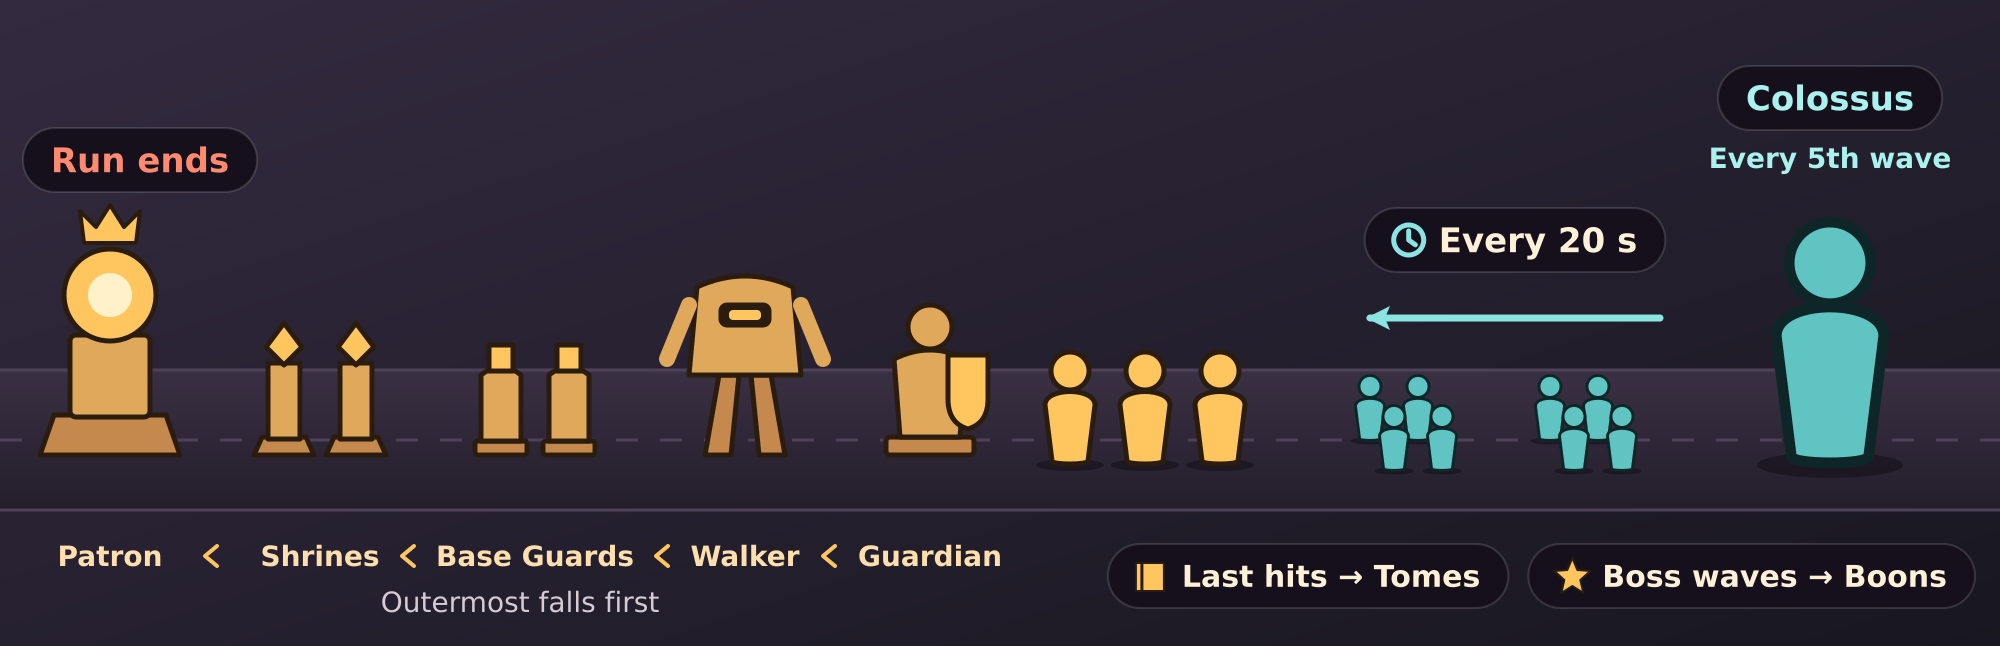 Colossus
Every 5th wave
Run ends
Every 20 s
Patron < Shrines < Base Guards < Walker < Guardian
Outermost falls first
Last hits → Tomes
Boss waves → Boons